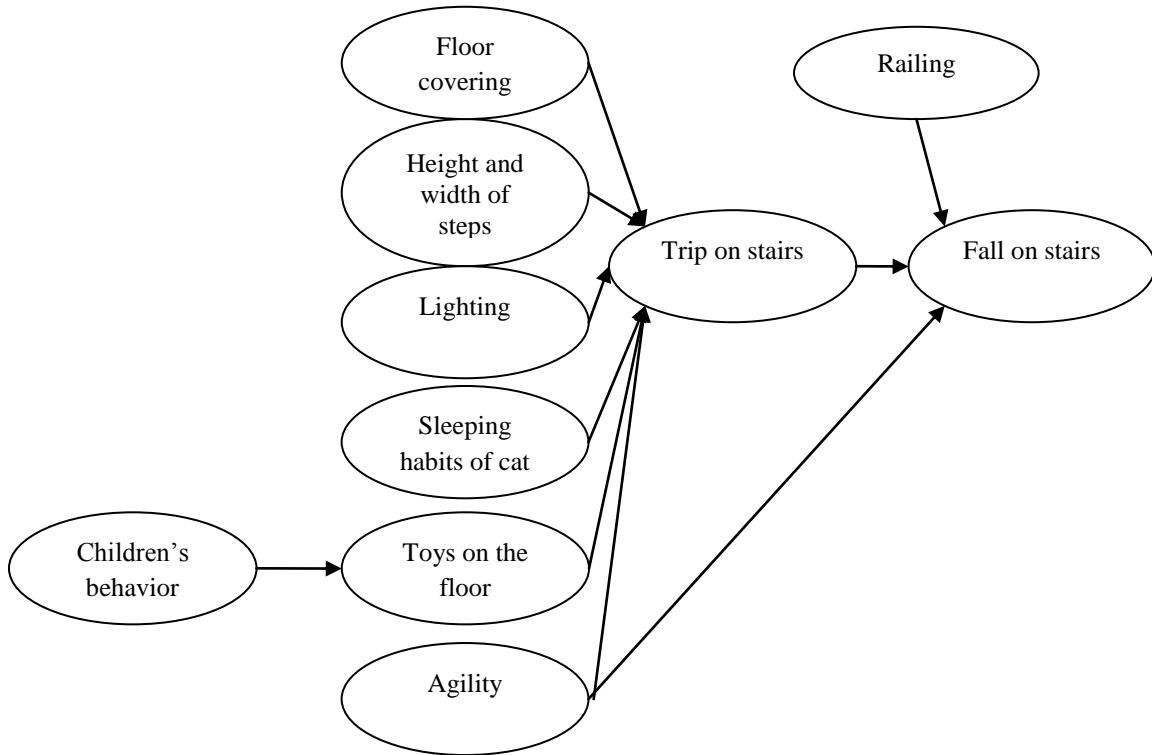 Floor
covering
Railing
Height and
width of
steps
Trip on stairs
Fall on stairs
Lighting
Sleeping
habits of cat
Children’s
behavior
Toys on the
floor
Agility